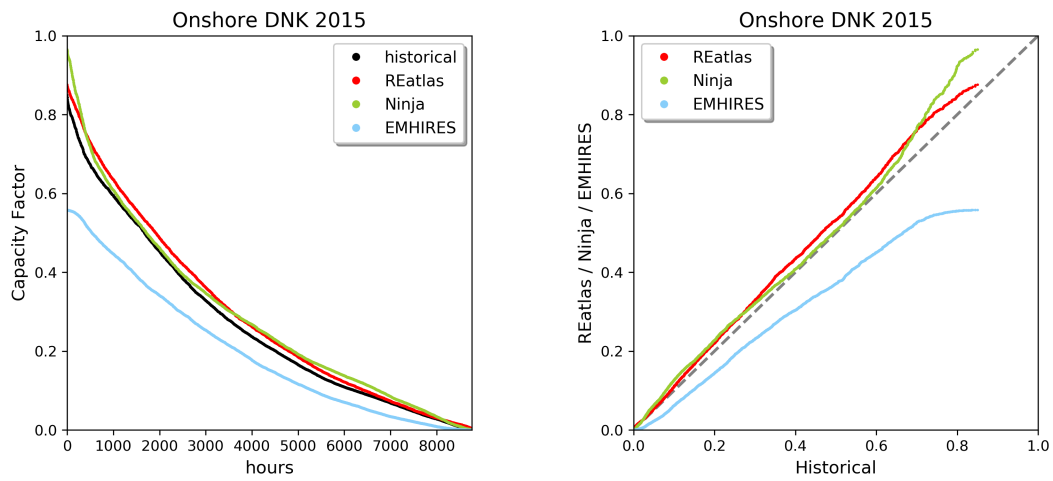 Onshore DNK 2015
1.0
0.8
0.6
0.4
0.2
0.0
Capacity Factor
historical
REatlas
Ninja
EMHIRES
0 1000 2000 3000 4000 5000 6000 7000 8000
hours
Onshore DNK 2015
1.0
0.8
0.6
0.4
0.2
0.0
REatlas / Ninja / EMHIRES
REatlas
Ninja
EMHIRES
0.0 0.2 0.4 0.6 0.8 1.0
Historical